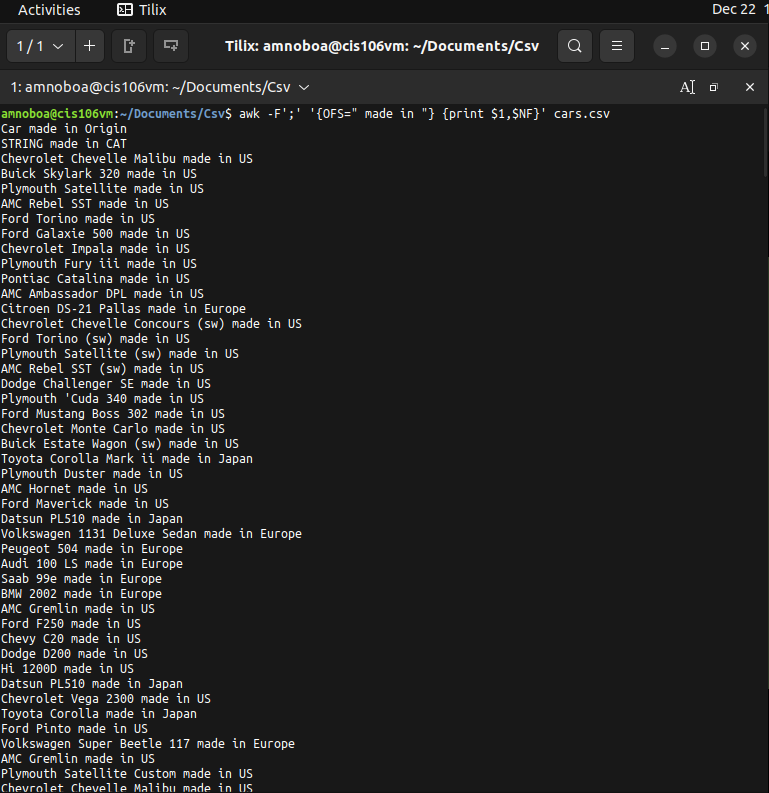 Activities Tilix Dec 22 1
1 / 1 + Tilix: amnoboa@cis106vm: ~/Documents/Csv
1: amnoboa@cis106vm: ~/Documents/Csv
amnoboa@cis106vm:~/Documents/Csv$ awk -F';' '{OFS=" made in "} {print $1,$NF}' cars.csv
Car made in Origin
STRING made in CAT
Chevrolet Chevelle Malibu made in US
Buick Skylark 320 made in US
Plymouth Satellite made in US
AMC Rebel SST made in US
Ford Torino made in US
Ford Galaxie 500 made in US
Chevrolet Impala made in US
Plymouth Fury iii made in US
Pontiac Catalina made in US
AMC Ambassador DPL made in US
Citroen DS-21 Pallas made in Europe
Chevrolet Chevelle Concours (sw) made in US
Ford Torino (sw) made in US
Plymouth Satellite (sw) made in US
AMC Rebel SST (sw) made in US
Dodge Challenger SE made in US
Plymouth 'Cuda 340 made in US
Ford Mustang Boss 302 made in US
Chevrolet Monte Carlo made in US
Buick Estate Wagon (sw) made in US
Toyota Corolla Mark ii made in Japan
Plymouth Duster made in US
AMC Hornet made in US
Ford Maverick made in US
Datsun PL510 made in Japan
Volkswagen 1131 Deluxe Sedan made in Europe
Peugeot 504 made in Europe
Audi 100 LS made in Europe
Saab 99e made in Europe
BMW 2002 made in Europe
AMC Gremlin made in US
Ford F250 made in US
Chevy C20 made in US
Dodge D200 made in US
Hi 1200D made in US
Datsun PL510 made in Japan
Chevrolet Vega 2300 made in US
Toyota Corolla made in Japan
Ford Pinto made in US
Volkswagen Super Beetle 117 made in Europe
AMC Gremlin made in US
Plymouth Satellite Custom made in US
Chevrolet Chevelle Malibu made in US